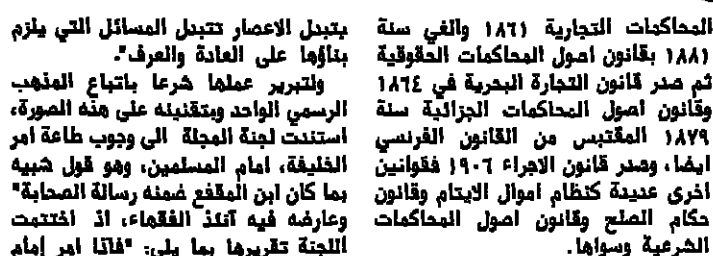 المحاكمات التجارية ١٨٦١ والغي سنة
١٨٨١ بقانون اصول المحاكمات الحقوقية
ثم صدر قانون التجارة البحرية في ١٨٦٤
وقانون اصول المحاكمات الجزائية سنة
١٨٧٩ المقتبس من القانون الفرنسي
ايضا، وصدر قانون الاجراء ١٩٠٦ فقوانين
اخرى عديدة كنظام اموال الايتام وقانون
حكام الصلح وقانون اصول المحاكمات
الشرعية وسواها.
بتبدل الاعصار تتبدل المسائل التي يلزم
بناؤها على العادة والعرف".
ولتبرير عملها شرعا باتباع المذهب
الرسمي الواحد وبتقنينه على هذه الصورة،
استندت لجنة المجلة الى وجوب طاعة امر
الخليفة، امام المسلمين، وهو قول شبيه
بما كان ابن المقفع ضمنه رسالة الصحابة"
وعارضه فيه آنئذ الفقهاء، اذ اختتمت
اللجنة تقريرها بما يلي: "فاذا امر إمام